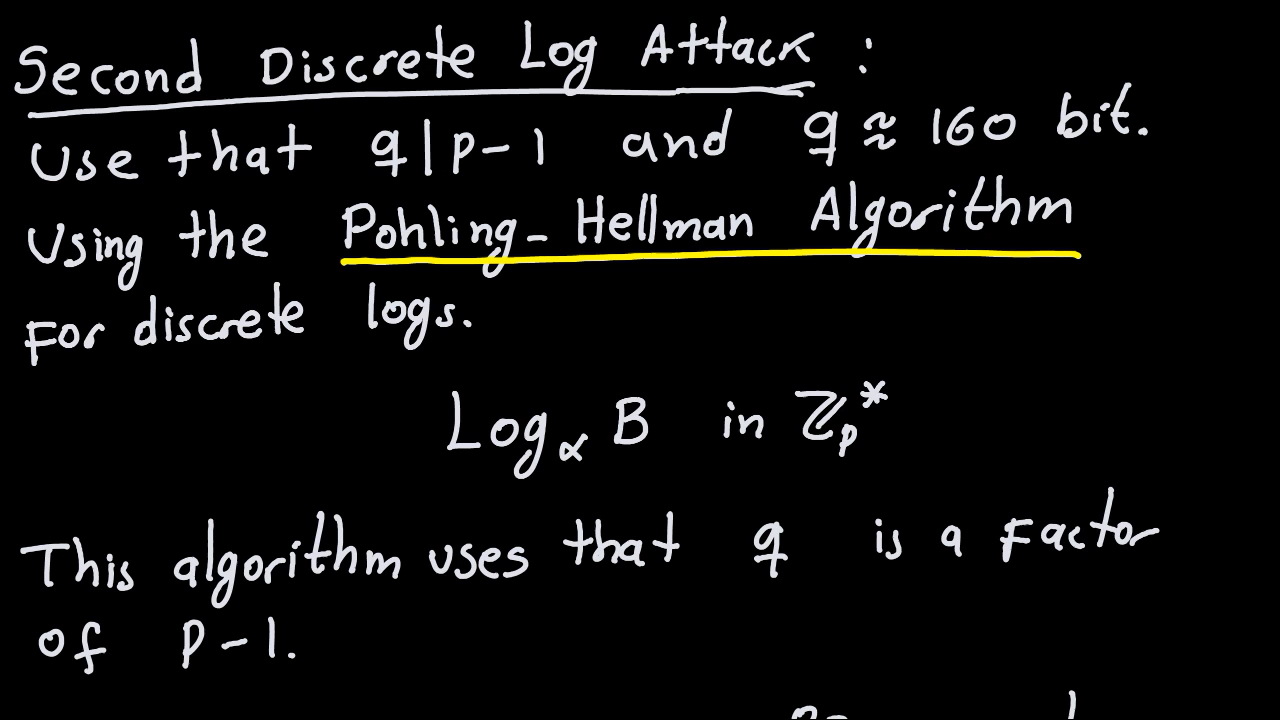 Second Discrete Log Attack :
Use that q|p-1 and q ≈ 160 bit.
Using the Pohling-Hellman Algorithm
For discrete logs.
Log_α B in ℤ_p^*
This algorithm uses that q is a factor
of p-1.